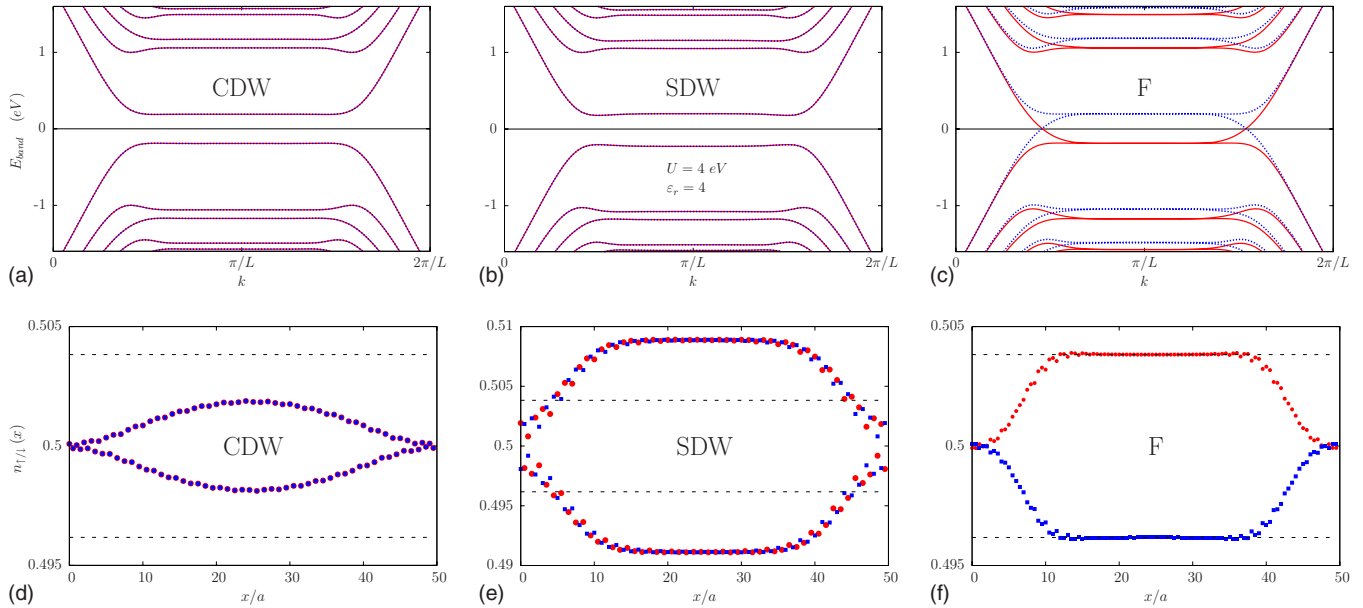 1
0
-1
E_band (eV)
CDW
0
π/L
2π/L
k
(a)
1
0
-1
SDW
U = 4 eV
ε_r = 4
0
π/L
2π/L
k
(b)
1
0
-1
F
0
π/L
2π/L
k
(c)
0.505
0.5
0.495
n_↑/↓(x)
CDW
0 10 20 30 40 50
x/a
(d)
0.51
0.505
0.5
0.495
0.49
SDW
0 10 20 30 40 50
x/a
(e)
0.505
0.5
0.495
F
0 10 20 30 40 50
x/a
(f)